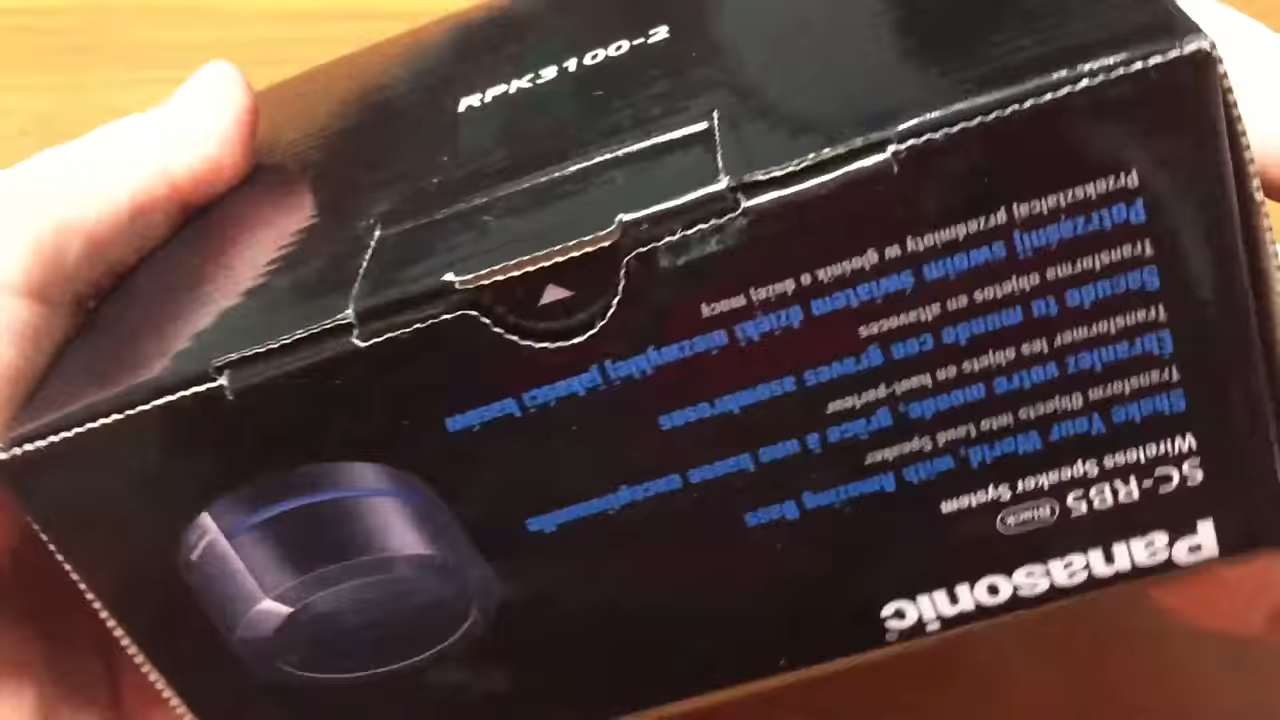 RPK3100-2
Panasonic
SC-RB5 Black
Wireless Speaker System
Shake Your World, with Amazing Bass
Transform Objects into Loud Speaker
Ébranlez votre monde, grâce à une basse exceptionnelle
Transformer les objets en haut-parleur
Sacude tu mundo con graves asombrosos
Transforma objetos en altavoces
Potrząśnij swoim światem dzięki niezwykłej jakości basów
Przekształcaj przedmioty w głośnik o dużej mocy